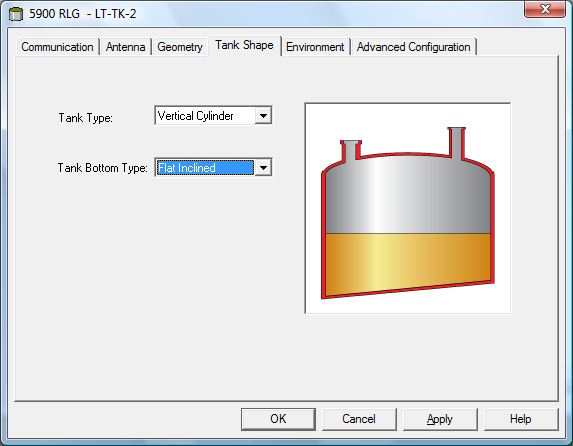 5900 RLG - LT-TK-2
Communication Antenna Geometry Tank Shape Environment Advanced Configuration
Tank Type: Vertical Cylinder
Tank Bottom Type: Flat Inclined
OK Cancel Apply Help